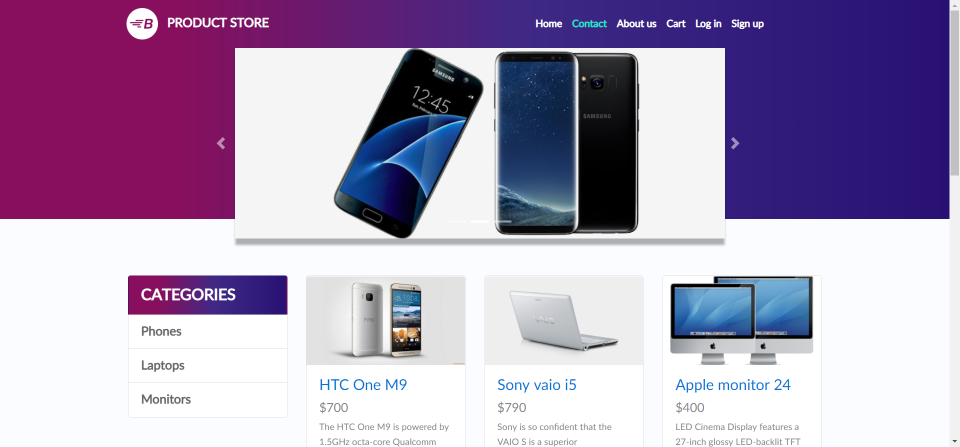 B PRODUCT STORE
Home Contact About us Cart Log in Sign up
12:45
SAMSUNG
CATEGORIES
Phones
Laptops
Monitors
HTC One M9
$700
The HTC One M9 is powered by
1.5GHz octa-core Qualcomm
VAIO
Sony vaio i5
$790
Sony is so confident that the
VAIO S is a superior
Apple monitor 24
$400
LED Cinema Display features a
27-inch glossy LED-backlit TFT